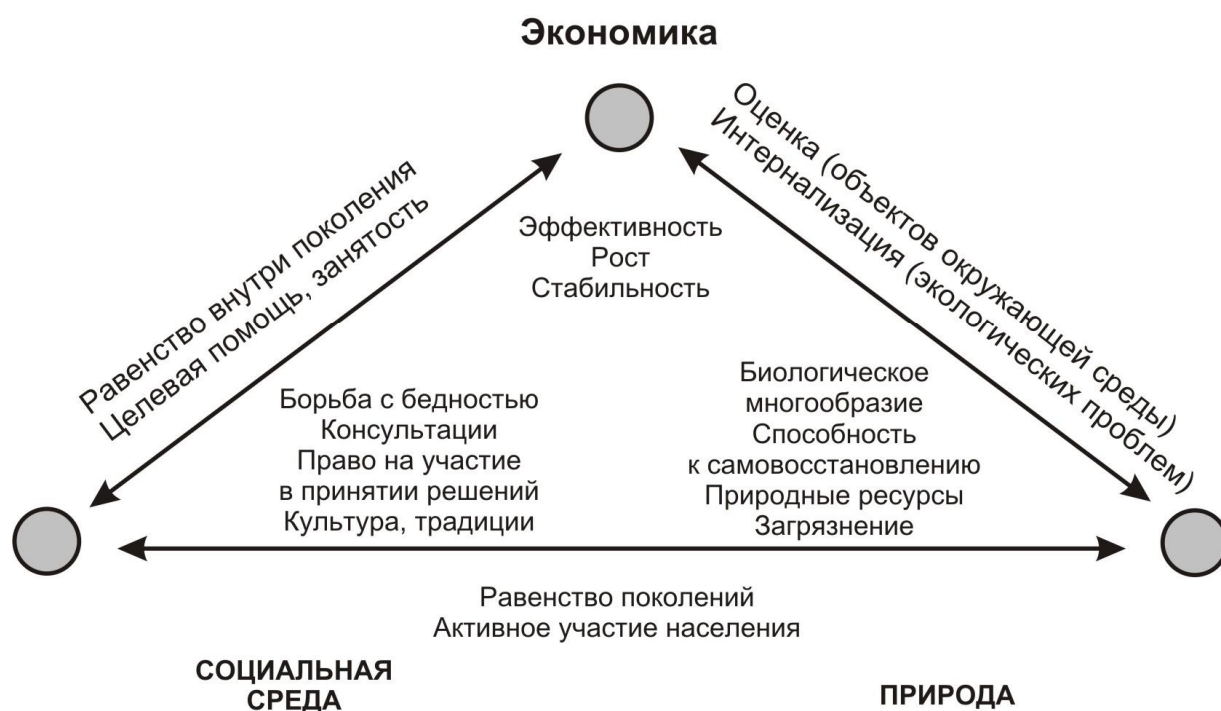 Экономика
Равенство внутри поколения
Целевая помощь, занятость
Оценка (объектов окружающей среды)
Интернализация (экологических проблем)
Эффективность
Рост
Стабильность
Борьба с бедностью
Консультации
Право на участие
в принятии решений
Культура, традиции
Биологическое
многообразие
Способность
к самовосстановлению
Природные ресурсы
Загрязнение
Равенство поколений
Активное участие населения
СОЦИАЛЬНАЯ
СРЕДА
ПРИРОДА